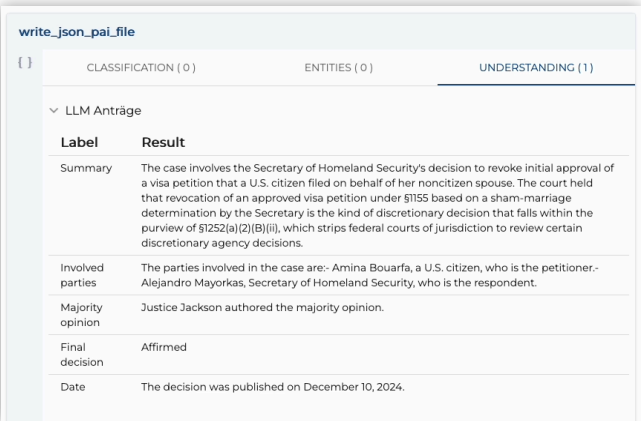 write_json_pai_file
{ }
CLASSIFICATION ( 0 )
ENTITIES ( 0 )
UNDERSTANDING ( 1 )
LLM Anträge
Label
Result
Summary
The case involves the Secretary of Homeland Security's decision to revoke initial approval of
a visa petition that a U.S. citizen filed on behalf of her noncitizen spouse. The court held
that revocation of an approved visa petition under §1155 based on a sham-marriage
determination by the Secretary is the kind of discretionary decision that falls within the
purview of §1252(a)(2)(B)(ii), which strips federal courts of jurisdiction to review certain
discretionary agency decisions.
Involved
parties
The parties involved in the case are:- Amina Bouarfa, a U.S. citizen, who is the petitioner.-
Alejandro Mayorkas, Secretary of Homeland Security, who is the respondent.
Majority
opinion
Justice Jackson authored the majority opinion.
Final
decision
Affirmed
Date
The decision was published on December 10, 2024.